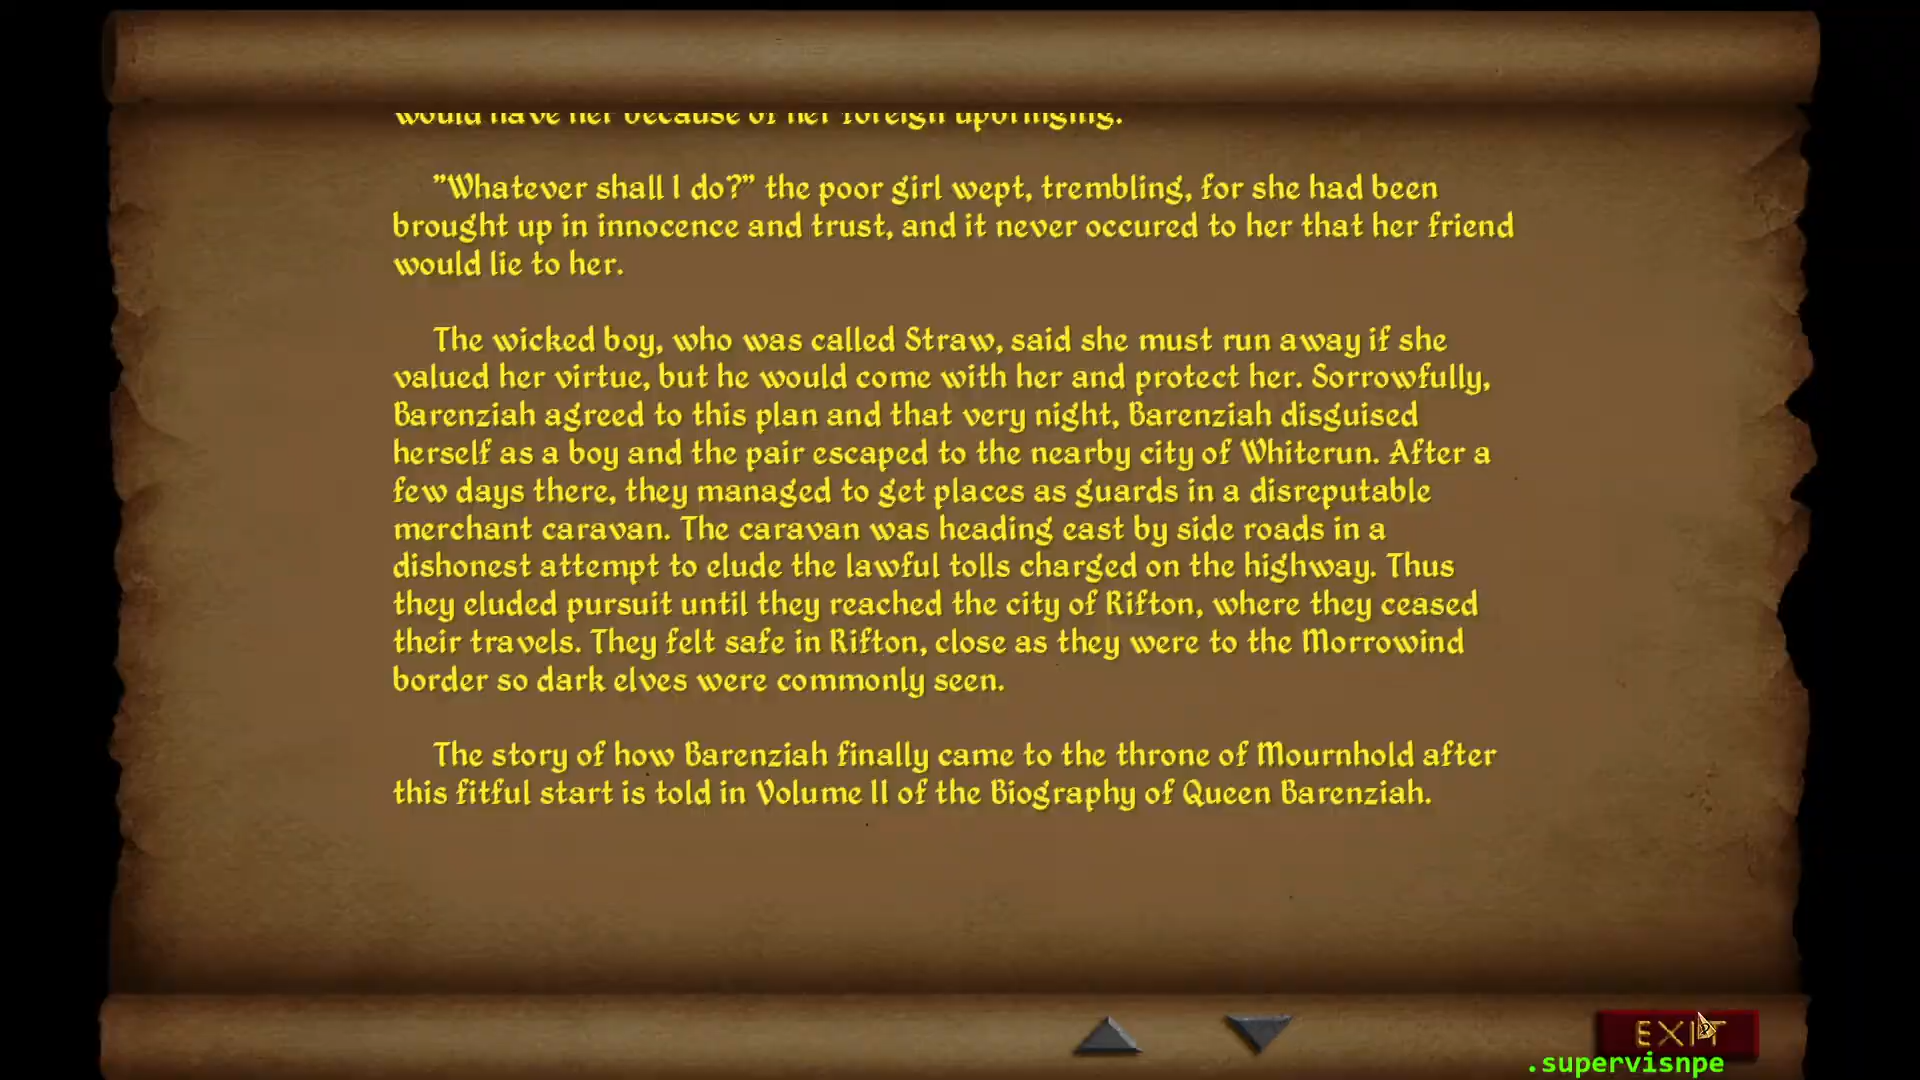 would have her because of her foreign upbringing.
"Whatever shall I do?" the poor girl wept, trembling, for she had been
brought up in innocence and trust, and it never occured to her that her friend
would lie to her.
The wicked boy, who was called Straw, said she must run away if she
valued her virtue, but he would come with her and protect her. Sorrowfully,
Barenziah agreed to this plan and that very night, Barenziah disguised
herself as a boy and the pair escaped to the nearby city of Whiterun. After a
few days there, they managed to get places as guards in a disreputable
merchant caravan. The caravan was heading east by side roads in a
dishonest attempt to elude the lawful tolls charged on the highway. Thus
they eluded pursuit until they reached the city of Rifton, where they ceased
their travels. They felt safe in Rifton, close as they were to the Morrowind
border so dark elves were commonly seen.
The story of how Barenziah finally came to the throne of Mournhold after
this fitful start is told in Volume II of the Biography of Queen Barenziah.
EXIT
.supervisnpe